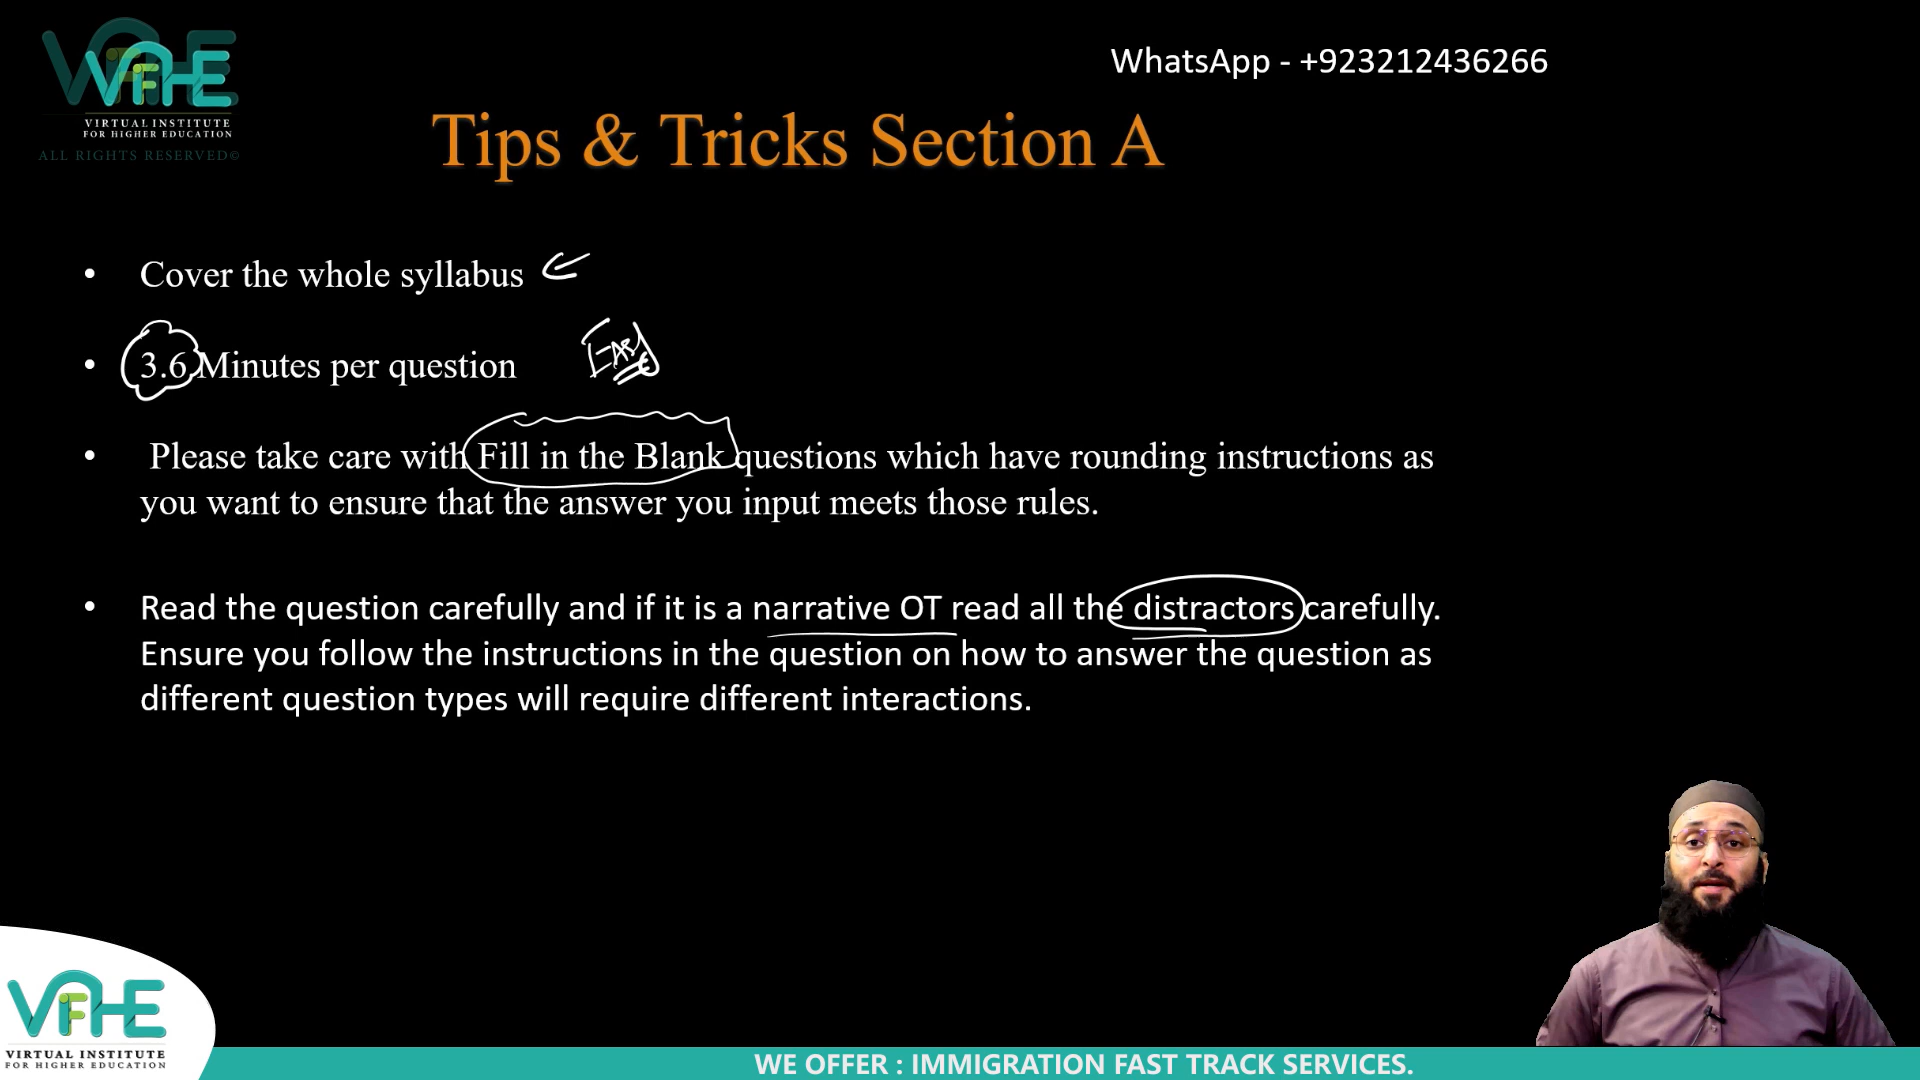 WhatsApp - +923212436266
VIFHE
VIRTUAL INSTITUTE
FOR HIGHER EDUCATION
ALL RIGHTS RESERVED©
Tips & Tricks Section A
• Cover the whole syllabus
• 3.6 Minutes per question
EASY
• Please take care with Fill in the Blank questions which have rounding instructions as
you want to ensure that the answer you input meets those rules.
• Read the question carefully and if it is a narrative OT read all the distractors carefully.
Ensure you follow the instructions in the question on how to answer the question as
different question types will require different interactions.
VIFHE
VIRTUAL INSTITUTE
FOR HIGHER EDUCATION
WE OFFER : IMMIGRATION FAST TRACK SERVICES.